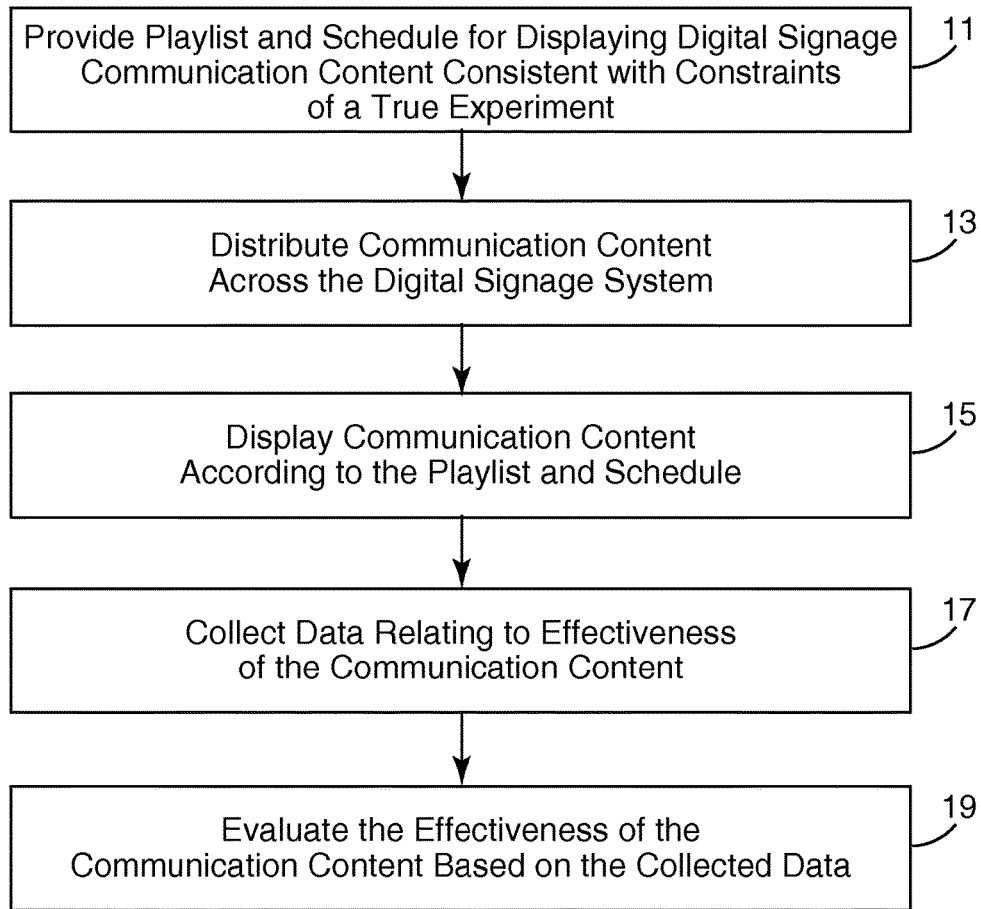 Provide Playlist and Schedule for Displaying Digital Signage
Communication Content Consistent with Constraints
of a True Experiment
11
Distribute Communication Content
Across the Digital Signage System
13
Display Communication Content
According to the Playlist and Schedule
15
Collect Data Relating to Effectiveness
of the Communication Content
17
Evaluate the Effectiveness of the
Communication Content Based on the Collected Data
19